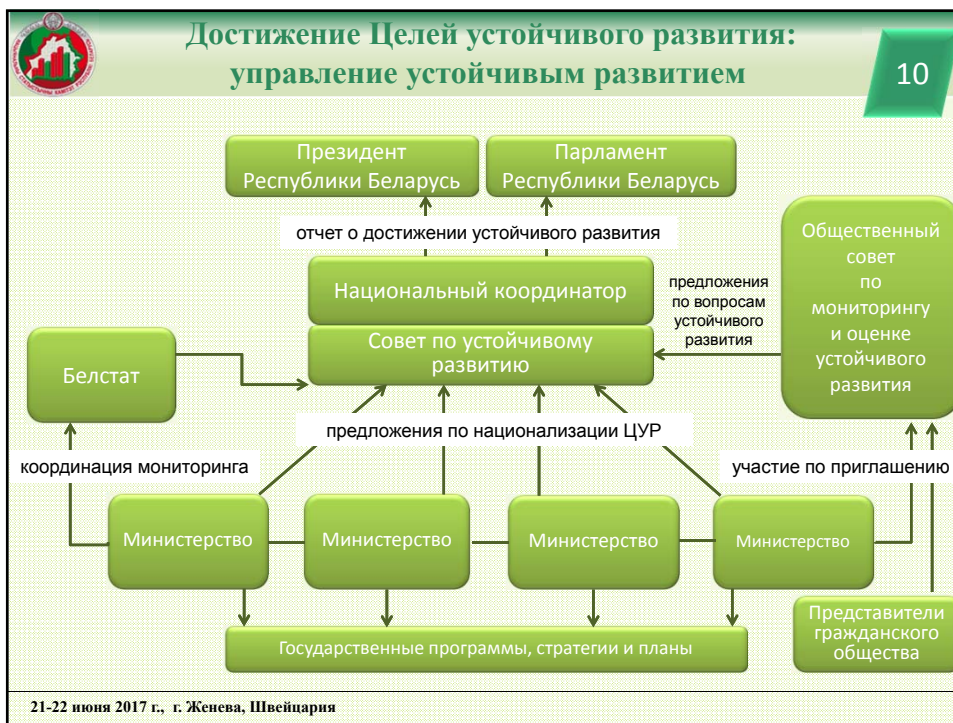 Достижение Целей устойчивого развития:
управление устойчивым развитием
10
Президент
Республики Беларусь
Парламент
Республики Беларусь
отчет о достижении устойчивого развития
Национальный координатор
Совет по устойчивому
развитию
предложения
по вопросам
устойчивого
развития
Общественный
совет
по
мониторингу
и оценке
устойчивого
развития
Белстат
предложения по национализации ЦУР
координация мониторинга
участие по приглашению
Министерство
Министерство
Министерство
Министерство
Государственные программы, стратегии и планы
Представители
гражданского
общества
21-22 июня 2017 г., г. Женева, Швейцария